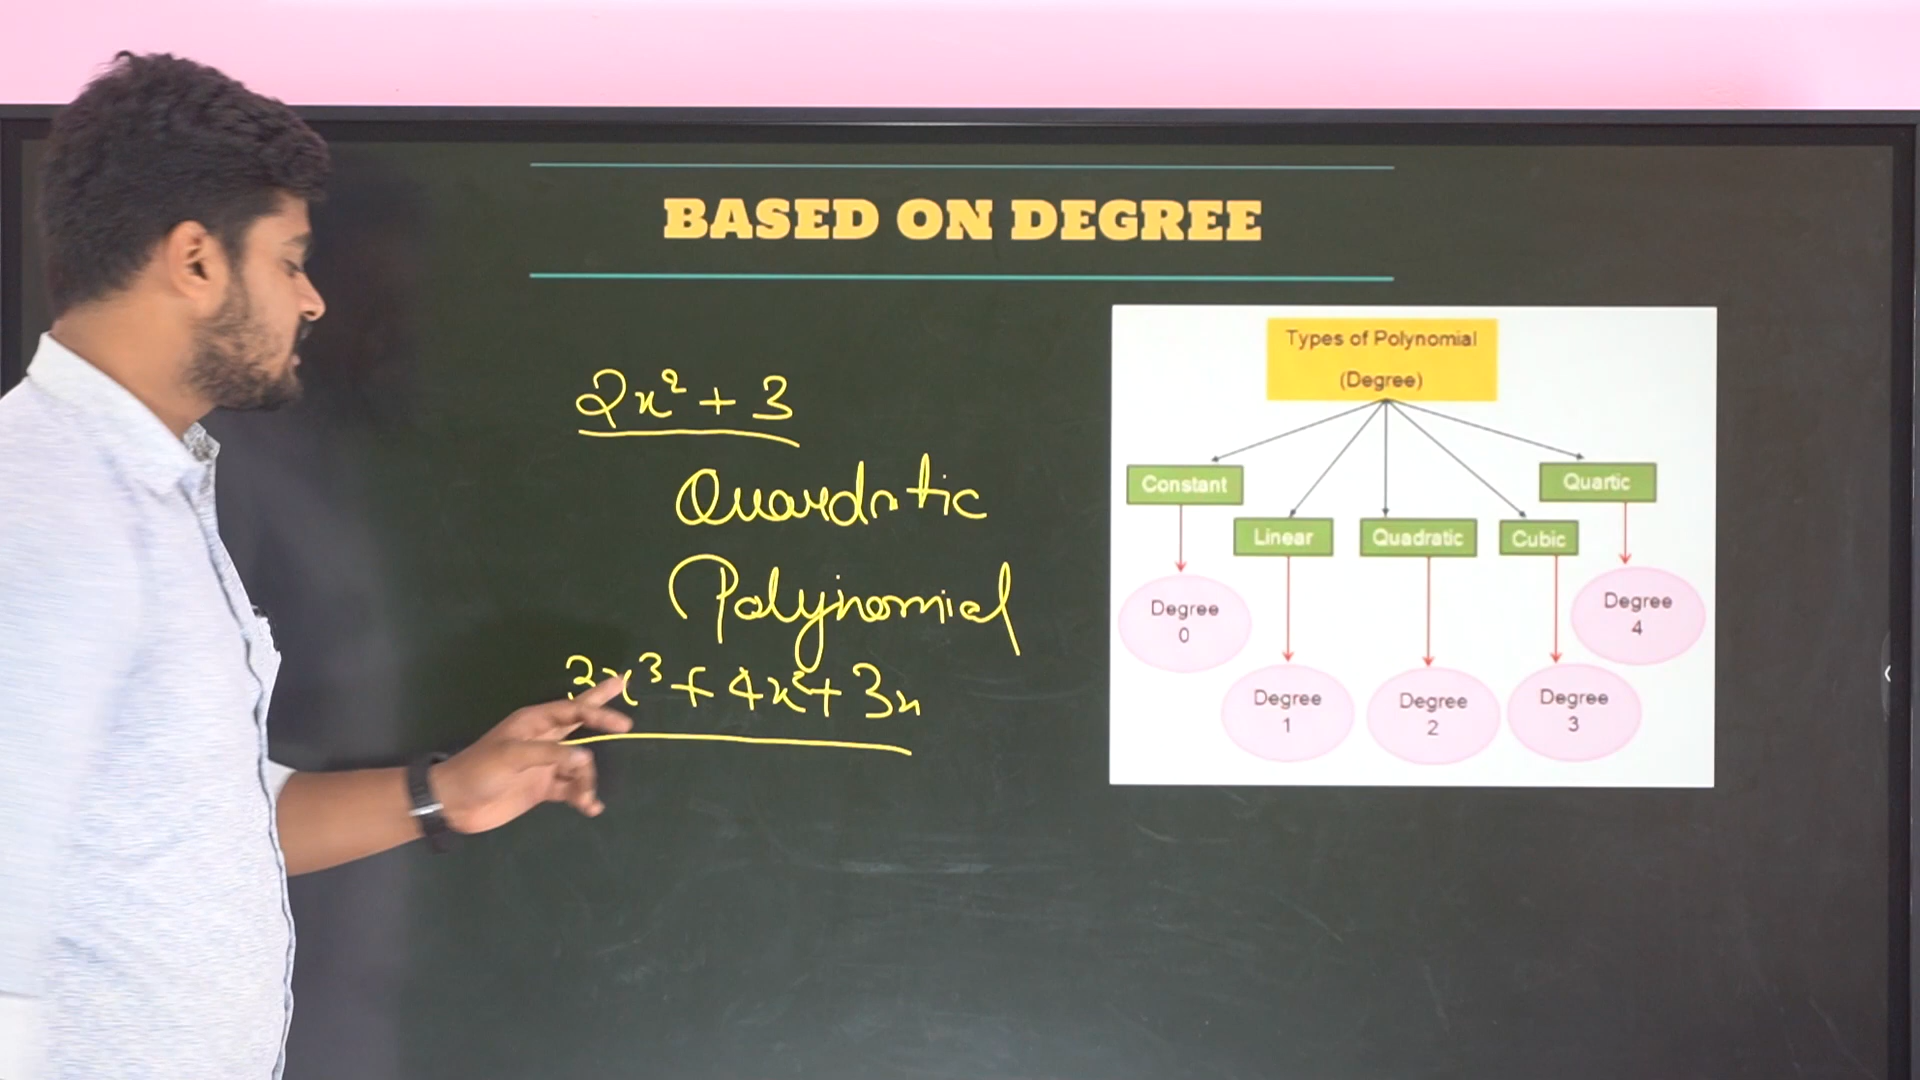 BASED ON DEGREE
2x² + 3
Quardratic
Polynomial
3x³ + 4x² + 3x
Types of Polynomial
(Degree)
Constant
Quartic
Linear
Quadratic
Cubic
Degree
0
Degree
4
Degree
1
Degree
2
Degree
3